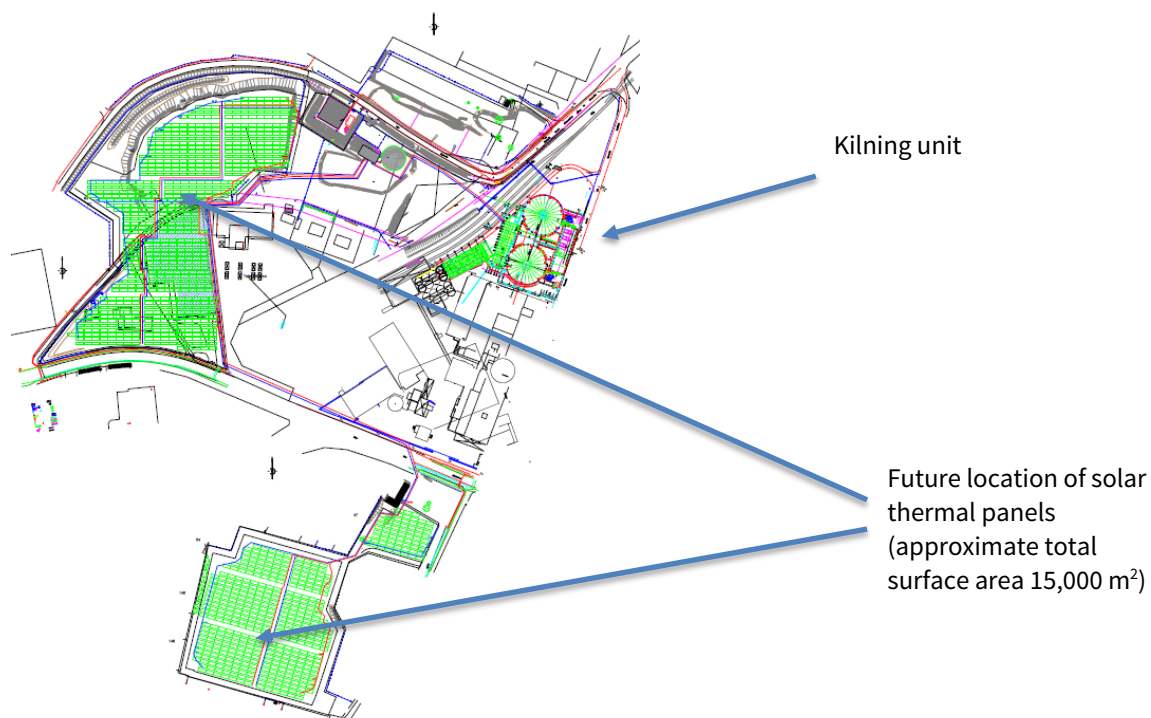 Kilning unit
Future location of solar
thermal panels
(approximate total
surface area 15,000 m²)